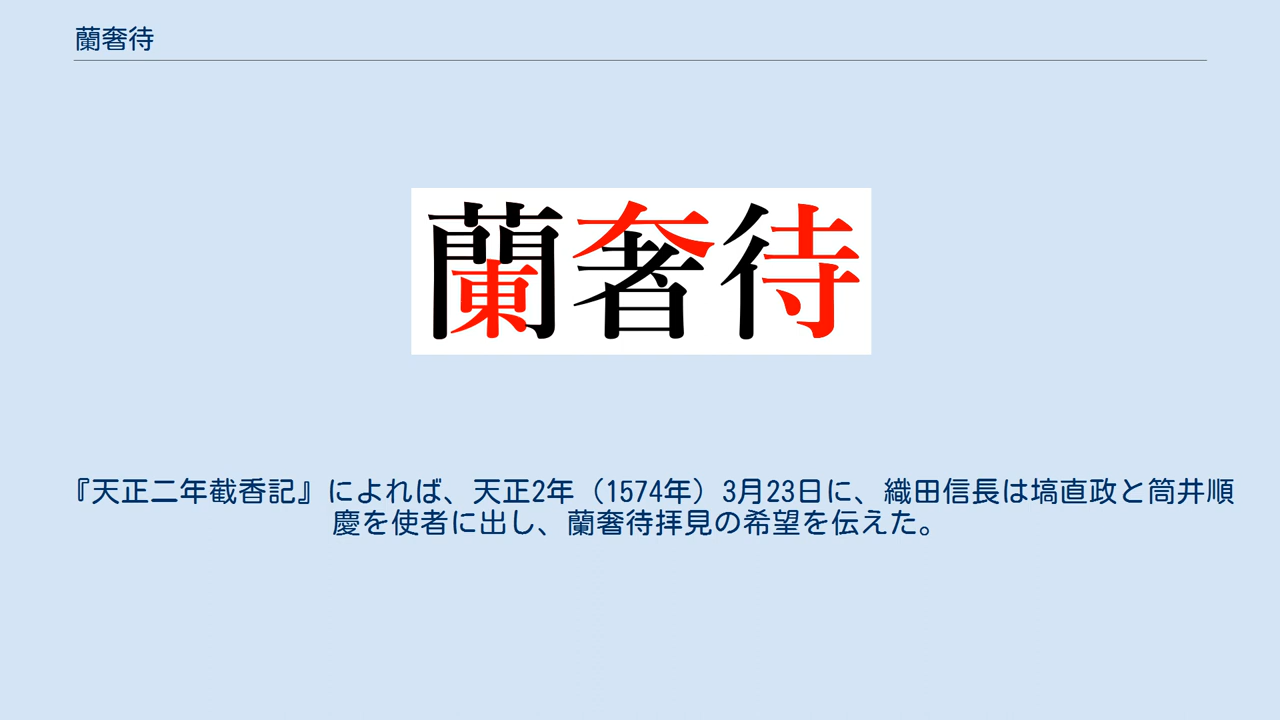 蘭奢待
蘭奢待
『天正二年截香記』によれば、天正2年（1574年）3月23日に、織田信長は塙直政と筒井順
慶を使者に出し、蘭奢待拝見の希望を伝えた。